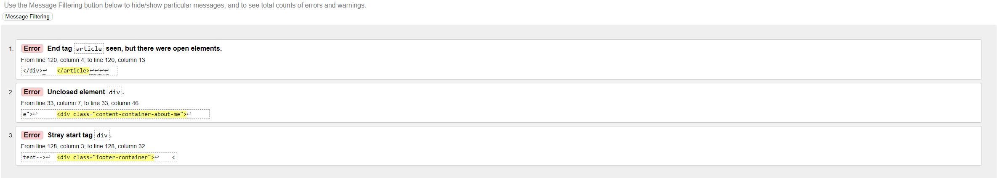 Use the Message Filtering button below to hide/show particular messages, and to see total counts of errors and warnings.
Message Filtering
1. Error End tag article seen, but there were open elements.
From line 120, column 4; to line 120, column 13
</div>↩ </article>↩↩↩↩
2. Error Unclosed element div.
From line 33, column 7; to line 33, column 46
e">↩ <div class="content-container-about-me">↩
3. Error Stray start tag div.
From line 128, column 3; to line 128, column 32
tent-->↩ <div class="footer-container">↩ <